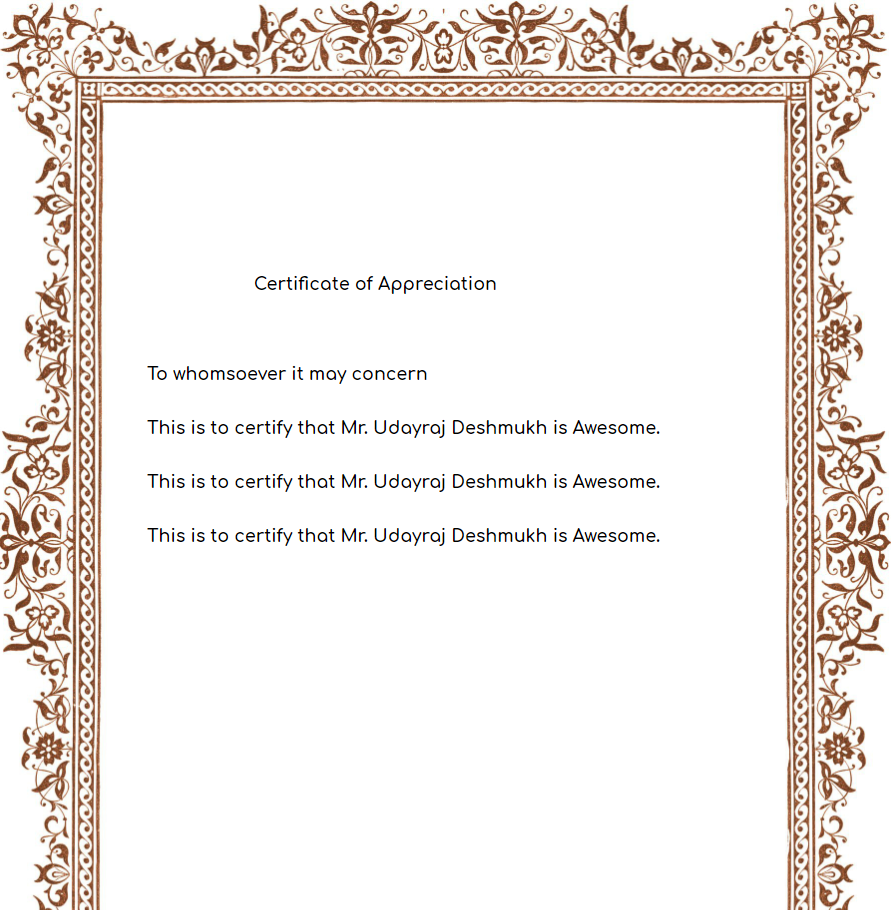 Certificate of Appreciation
To whomsoever it may concern
This is to certify that Mr. Udayraj Deshmukh is Awesome.
This is to certify that Mr. Udayraj Deshmukh is Awesome.
This is to certify that Mr. Udayraj Deshmukh is Awesome.